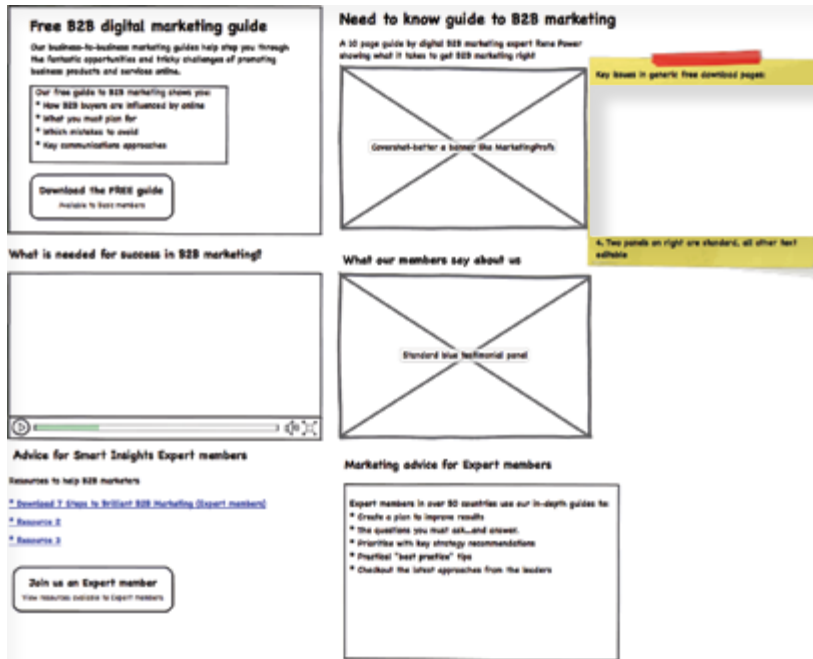 Free B2B digital marketing guide
Our business-to-business marketing guides help step you through
the fantastic opportunities and tricky challenges of promoting
business products and services online.
Our free guide to B2B marketing shows you:
* How B2B buyers are influenced by online
* What you must plan for
* Which mistakes to avoid
* Key communications approaches
Download the FREE guide
Available to Basic members
What is needed for success in B2B marketing?
Advice for Smart Insights Expert members
Resources to help B2B marketers
* Download 7 Steps to Brilliant B2B Marketing (Expert members)
* Resource 2
* Resource 3
Join us an Expert member
View resources available to Expert members
Need to know guide to B2B marketing
A 10 page guide by digital B2B marketing expert Rene Power
showing what it takes to get B2B marketing right
Covershot-better a banner like MarketingProfs
What our members say about us
Standard blue testimonial panel
Marketing advice for Expert members
Expert members in over 50 countries use our in-depth guides to:
* Create a plan to improve results
* The questions you must ask...and answer.
* Prioritise with key strategy recommendations
* Practical "best practice" tips
* Checkout the latest approaches from the leaders
Key issues in generic free download pages:
4. Two panels on right are standard, all other text
editable